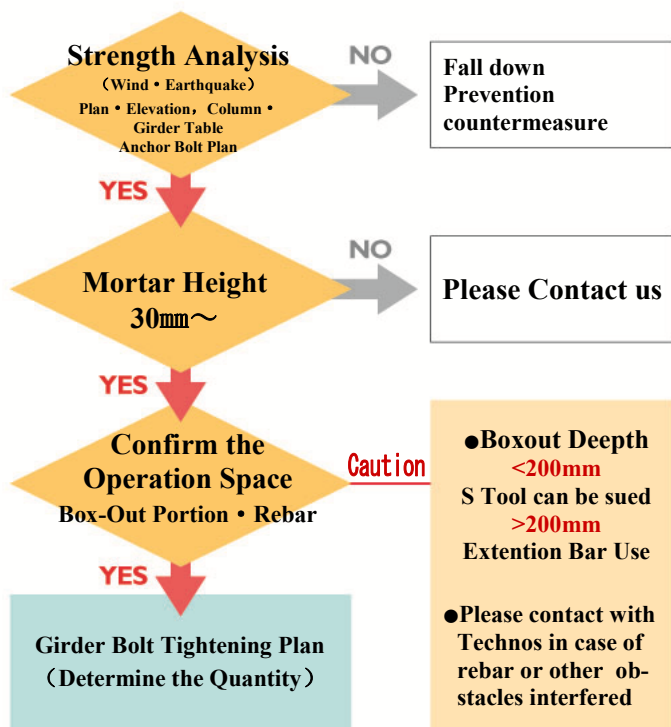 Strength Analysis
（Wind・Earthquake）
Plan・Elevation，Column・
Girder Table
Anchor Bolt Plan
NO
Fall down
Prevention
countermeasure
YES
Mortar Height
30mm～
NO
Please Contact us
YES
Confirm the
Operation Space
Box-Out Portion・Rebar
Caution
●Boxout Deepth
<200mm
S Tool can be sued
>200mm
Extention Bar Use
●Please contact with
Technos in case of
rebar or other ob-
stacles interfered
YES
Girder Bolt Tightening Plan
（Determine the Quantity）